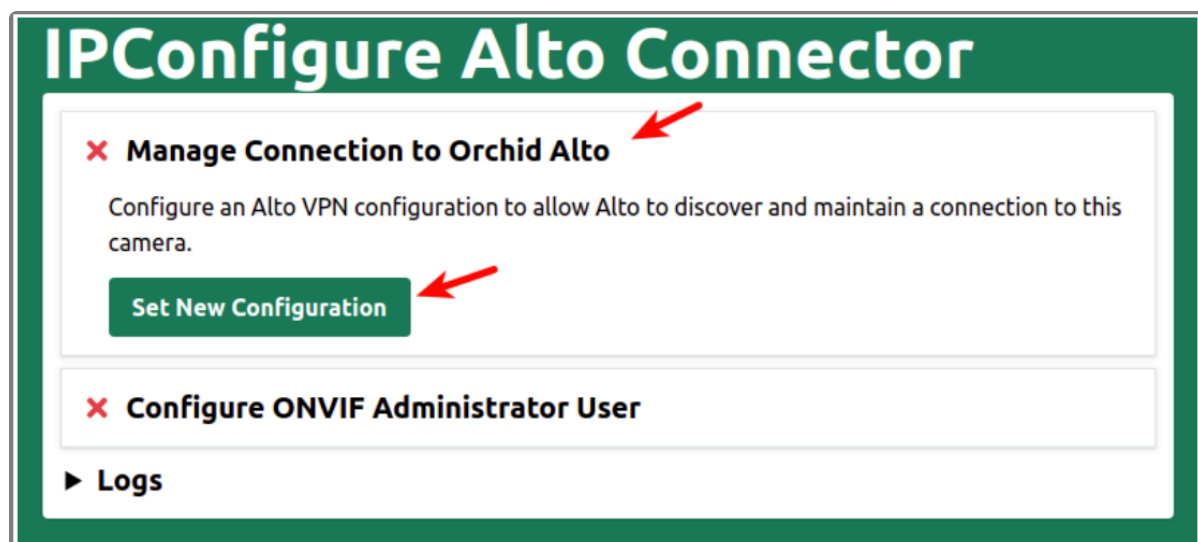 IPConfigure Alto Connector
Manage Connection to Orchid Alto
Configure an Alto VPN configuration to allow Alto to discover and maintain a connection to this
camera.
Set New Configuration
Configure ONVIF Administrator User
Logs